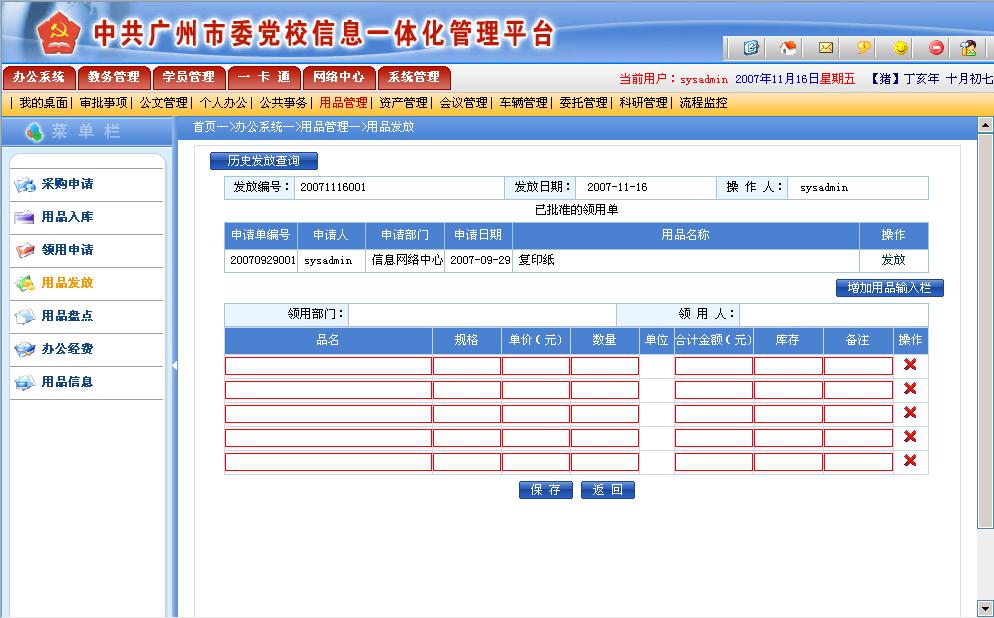 中共广州市委党校信息一体化管理平台
办公系统 教务管理 学员管理 一卡通 网络中心 系统管理
当前用户：sysadmin 2007年11月16日星期五 【猪】丁亥年 十月初七
| 我的桌面| 审批事项| 公文管理| 个人办公| 公共事务| 用品管理| 资产管理| 会议管理| 车辆管理| 委托管理| 科研管理| 流程监控
菜单栏
首页—>办公系统—>用品管理—>用品发放
采购申请
用品入库
领用申请
用品发放
用品盘点
办公经费
用品信息
历史发放查询
发放编号： 20071116001 发放日期： 2007-11-16 操 作 人： sysadmin
已批准的领用单
申请单编号 申请人 申请部门 申请日期 用品名称 操作
20070929001 sysadmin 信息网络中心 2007-09-29 复印纸 发放
增加用品输入栏
领用部门： 领 用 人：
品名 规格 单价（元） 数量 单位 合计金额（元） 库存 备注 操作
保 存 返 回